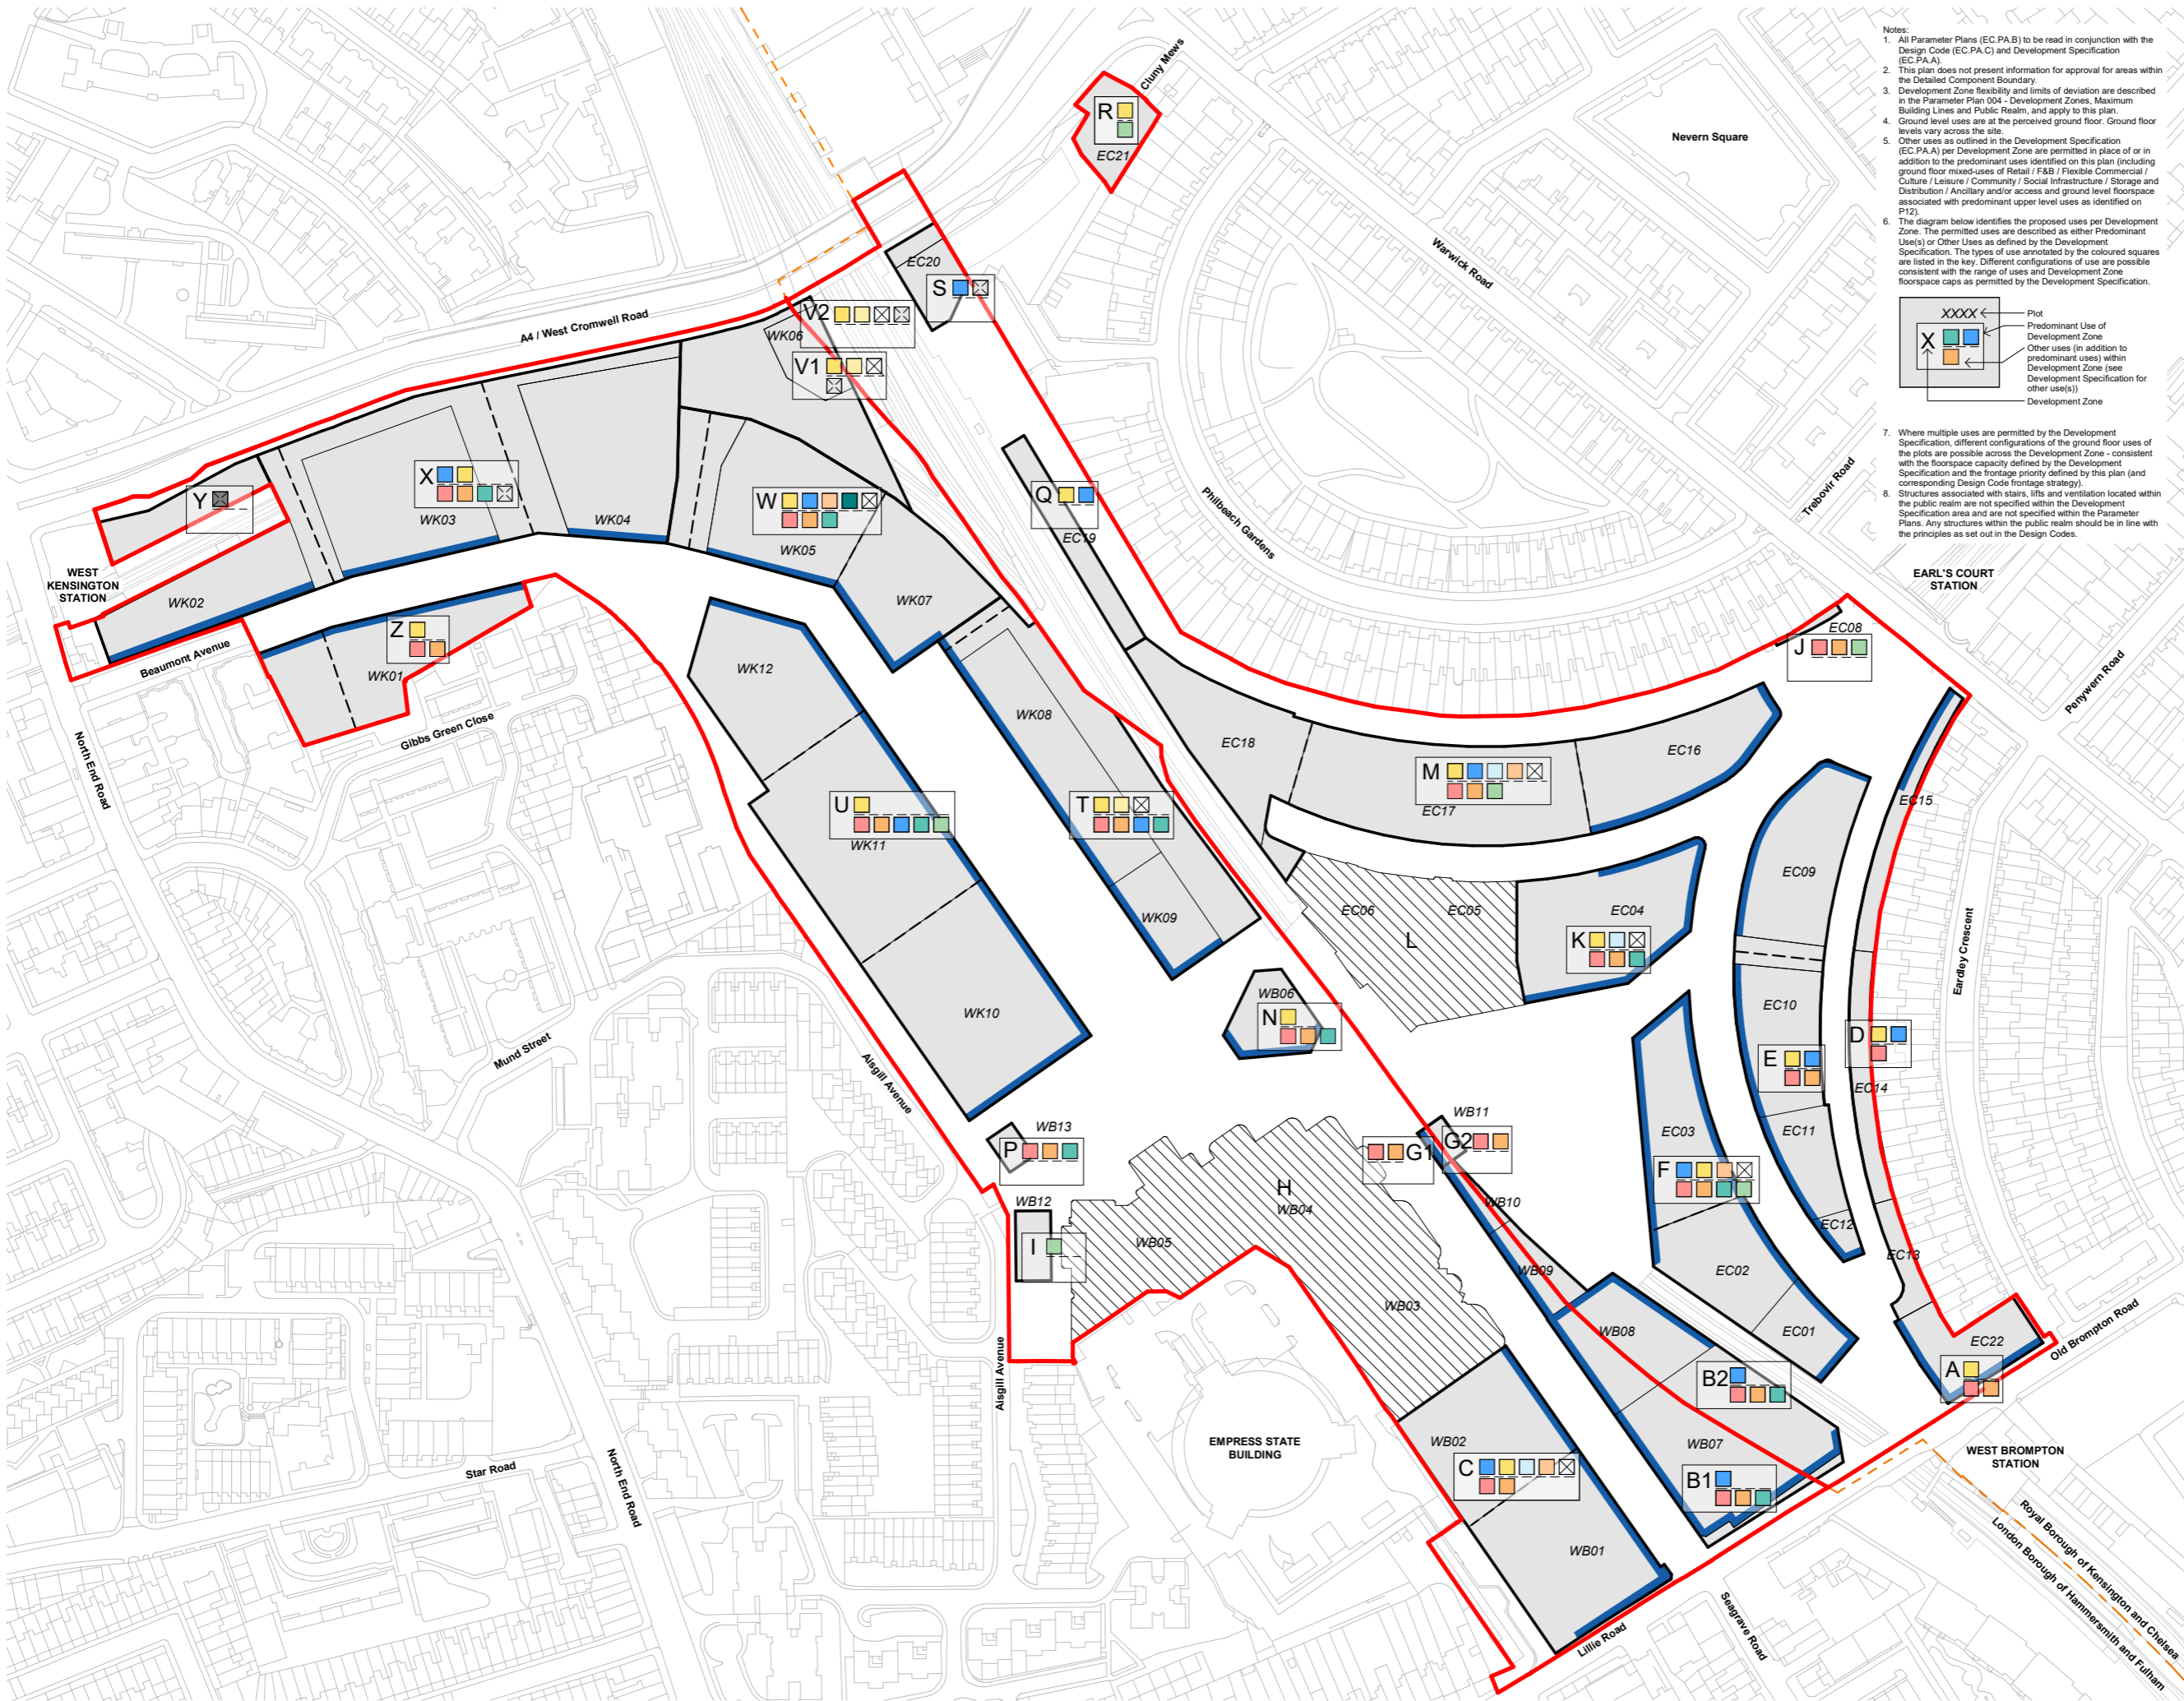 Notes:
1. All Parameter Plans (EC.PA.B) to be read in conjunction with the
Design Code (EC.PA.C) and Development Specification
(EC.PA.A).
2. This plan does not present information for approval for areas within
the Detailed Component Boundary.
3. Development Zone flexibility and limits of deviation are described
in the Parameter Plan 004 - Development Zones, Maximum
Building Lines and Public Realm, and apply to this plan.
4. Ground level uses are at the perceived ground floor. Ground floor
levels vary across the site.
5. Other uses as outlined in the Development Specification
(EC.PA.A) per Development Zone are permitted in place of or in
addition to the predominant uses identified on this plan (including
ground floor mixed-uses of Retail / F&B / Flexible Commercial /
Culture / Leisure / Community / Social Infrastructure / Storage and
Distribution / Ancillary and/or access and ground level floorspace
associated with predominant upper level uses as identified on
P12).
6. The diagram below identifies the proposed uses per Development
Zone. The permitted uses are described as either Predominant
Use(s) or Other Uses as defined by the Development
Specification. The types of use annotated by the coloured squares
are listed in the key. Different configurations of use are possible
consistent with the range of uses and Development Zone
floorspace caps as permitted by the Development Specification.
XXXX
Plot
X
Predominant Use of
Development Zone
Other uses (in addition to
predominant uses) within
Development Zone (see
Development Specification for
other use(s))
Development Zone
7. Where multiple uses are permitted by the Development
Specification, different configurations of the ground floor uses of
the plots are possible across the Development Zone - consistent
with the floorspace capacity defined by the Development
Specification and the frontage priority defined by this plan (and
corresponding Design Code frontage strategy).
8. Structures associated with stairs, lifts and ventilation located within
the public realm are not specified within the Development
Specification area and are not specified within the Parameter
Plans. Any structures within the public realm should be in line with
the principles as set out in the Design Codes.
Cluny Mews
R
EC21
Nevern Square
Warwick Road
EC20
S
V2
WK06
V1
A4 / West Cromwell Road
X
WK03
WK04
Y
W
WK05
WK07
Q
EC19
Philbeach Gardens
Trebovir Road
EARL'S COURT
STATION
WEST
KENSINGTON
STATION
WK02
Z
WK01
Beaumont Avenue
Gibbs Green Close
North End Road
EC08
J
Penywern Road
WK12
WK08
EC18
EC16
M
EC17
EC15
U
WK11
T
WK09
EC09
EC06
EC05
L
EC04
K
Eardley Crescent
WK10
WB06
N
EC10
E
D
EC14
Mund Street
Aisgill Avenue
WB13
P
WB11
G1
G2
EC03
EC11
F
H
WB04
WB12
I
WB05
WB10
WB09
WB03
EC12
EC13
EC02
EC01
EC22
A
Old Brompton Road
WB08
B2
Aisgill Avenue
EMPRESS STATE
BUILDING
WB02
C
WB07
B1
WEST BROMPTON
STATION
Star Road
North End Road
WB01
Lillie Road
Seagrave Road
Royal Borough of Kensington and Chelsea
London Borough of Hammersmith and Fulham